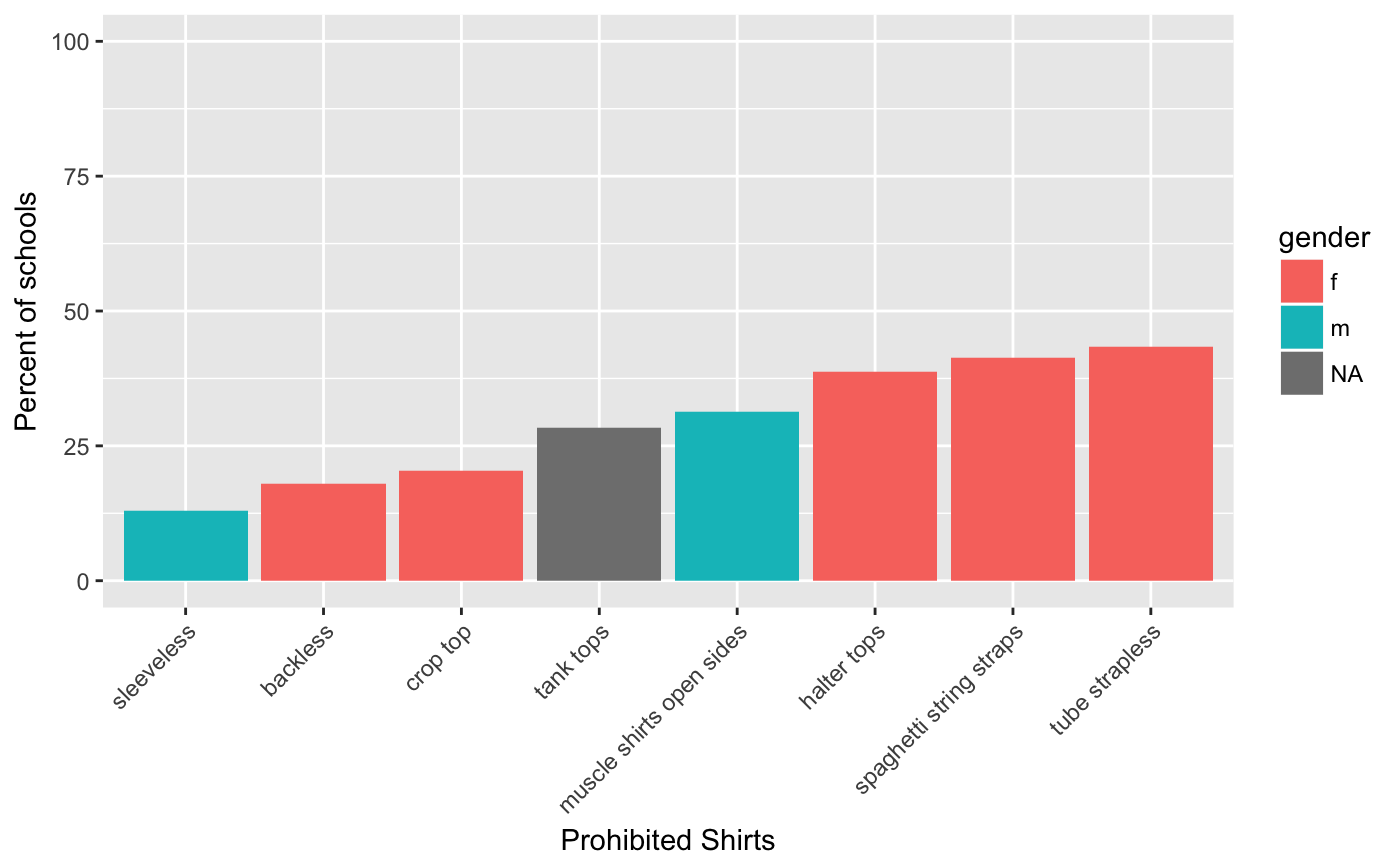 100
75
50
25
0
Percent of schools
sleeveless
backless
crop top
tank tops
muscle shirts open sides
halter tops
spaghetti string straps
tube strapless
Prohibited Shirts
gender
f
m
NA